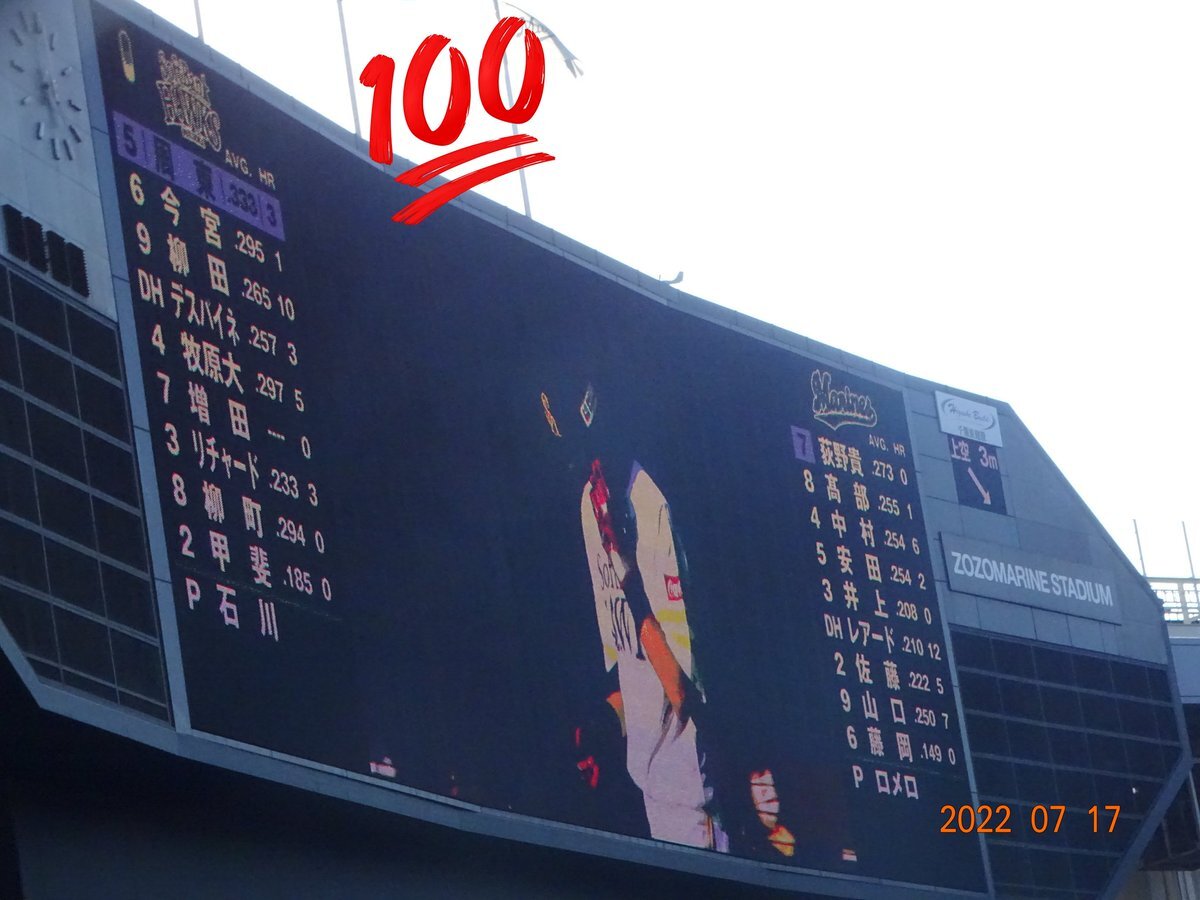 100
HAWKS
AVG. HR
5 周東 .333 3
6 今宮 .295 1
9 柳田 .265 10
DH デスパイネ .257 3
4 牧原大 .297 5
7 増田 --- 0
3 リチャード .233 3
8 柳町 .294 0
2 甲斐 .185 0
P 石川
Marines
AVG. HR
7 荻野貴 .273 0
8 髙部 .255 1
4 中村 .254 6
5 安田 .254 2
3 井上 .208 0
DH レアード .210 12
2 佐藤 .222 5
9 山口 .250 7
6 藤岡 .149 0
P ロメロ
上空 3m
ZOZOMARINE STADIUM
2022 07 17